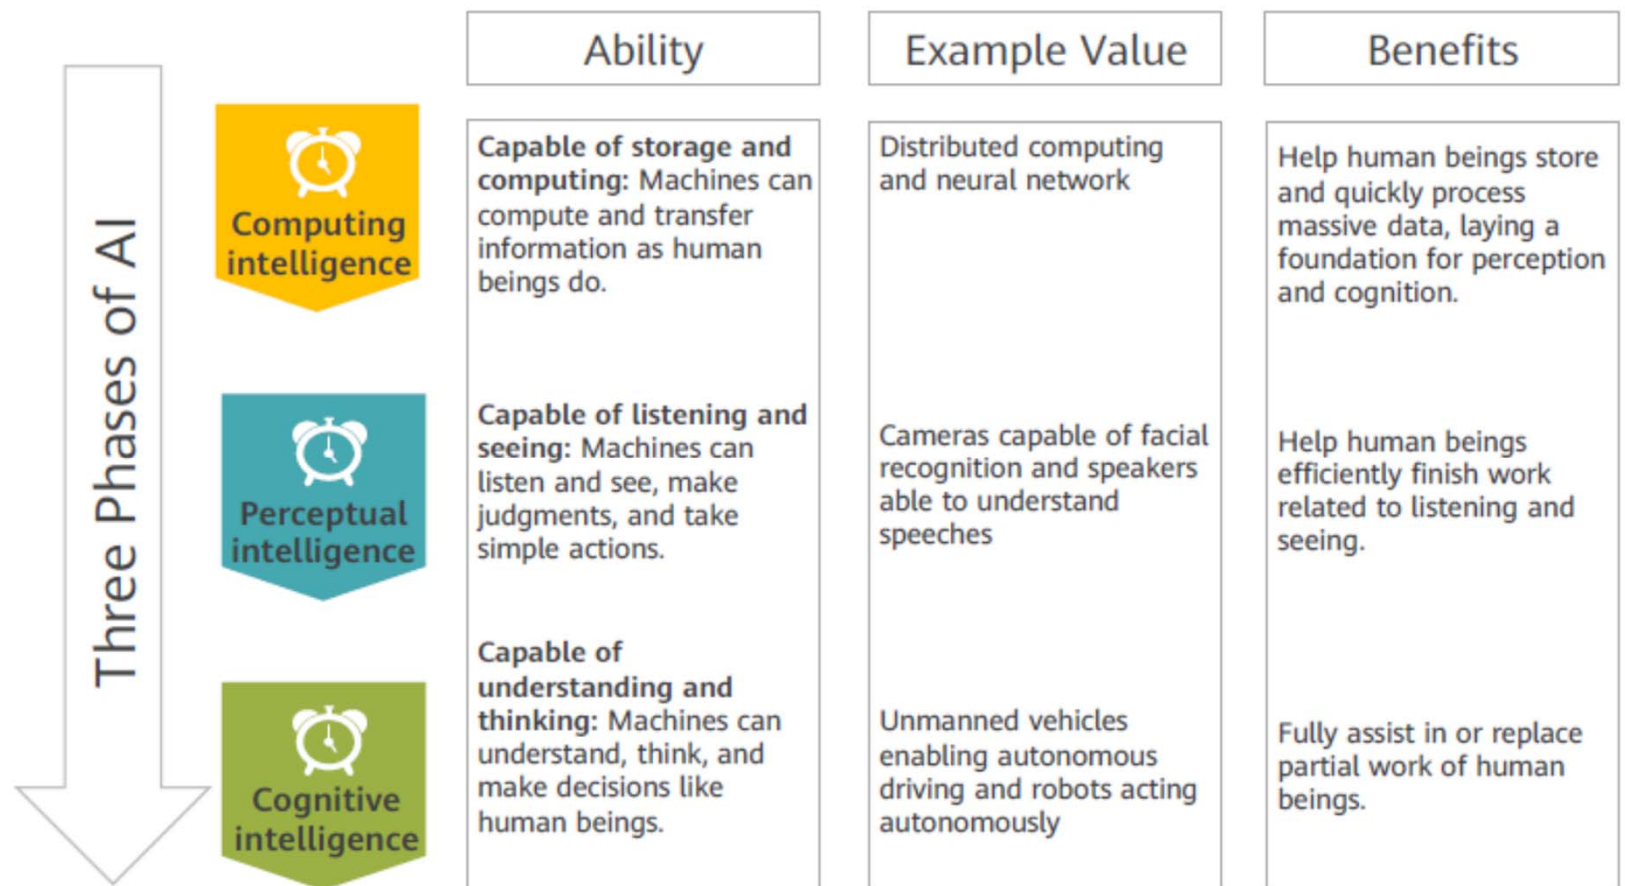 Three Phases of AI
Ability
Example Value
Benefits
Computing
intelligence
Capable of storage and
computing: Machines can
compute and transfer
information as human
beings do.
Distributed computing
and neural network
Help human beings store
and quickly process
massive data, laying a
foundation for perception
and cognition.
Perceptual
intelligence
Capable of listening and
seeing: Machines can
listen and see, make
judgments, and take
simple actions.
Cameras capable of facial
recognition and speakers
able to understand
speeches
Help human beings
efficiently finish work
related to listening and
seeing.
Cognitive
intelligence
Capable of
understanding and
thinking: Machines can
understand, think, and
make decisions like
human beings.
Unmanned vehicles
enabling autonomous
driving and robots acting
autonomously
Fully assist in or replace
partial work of human
beings.